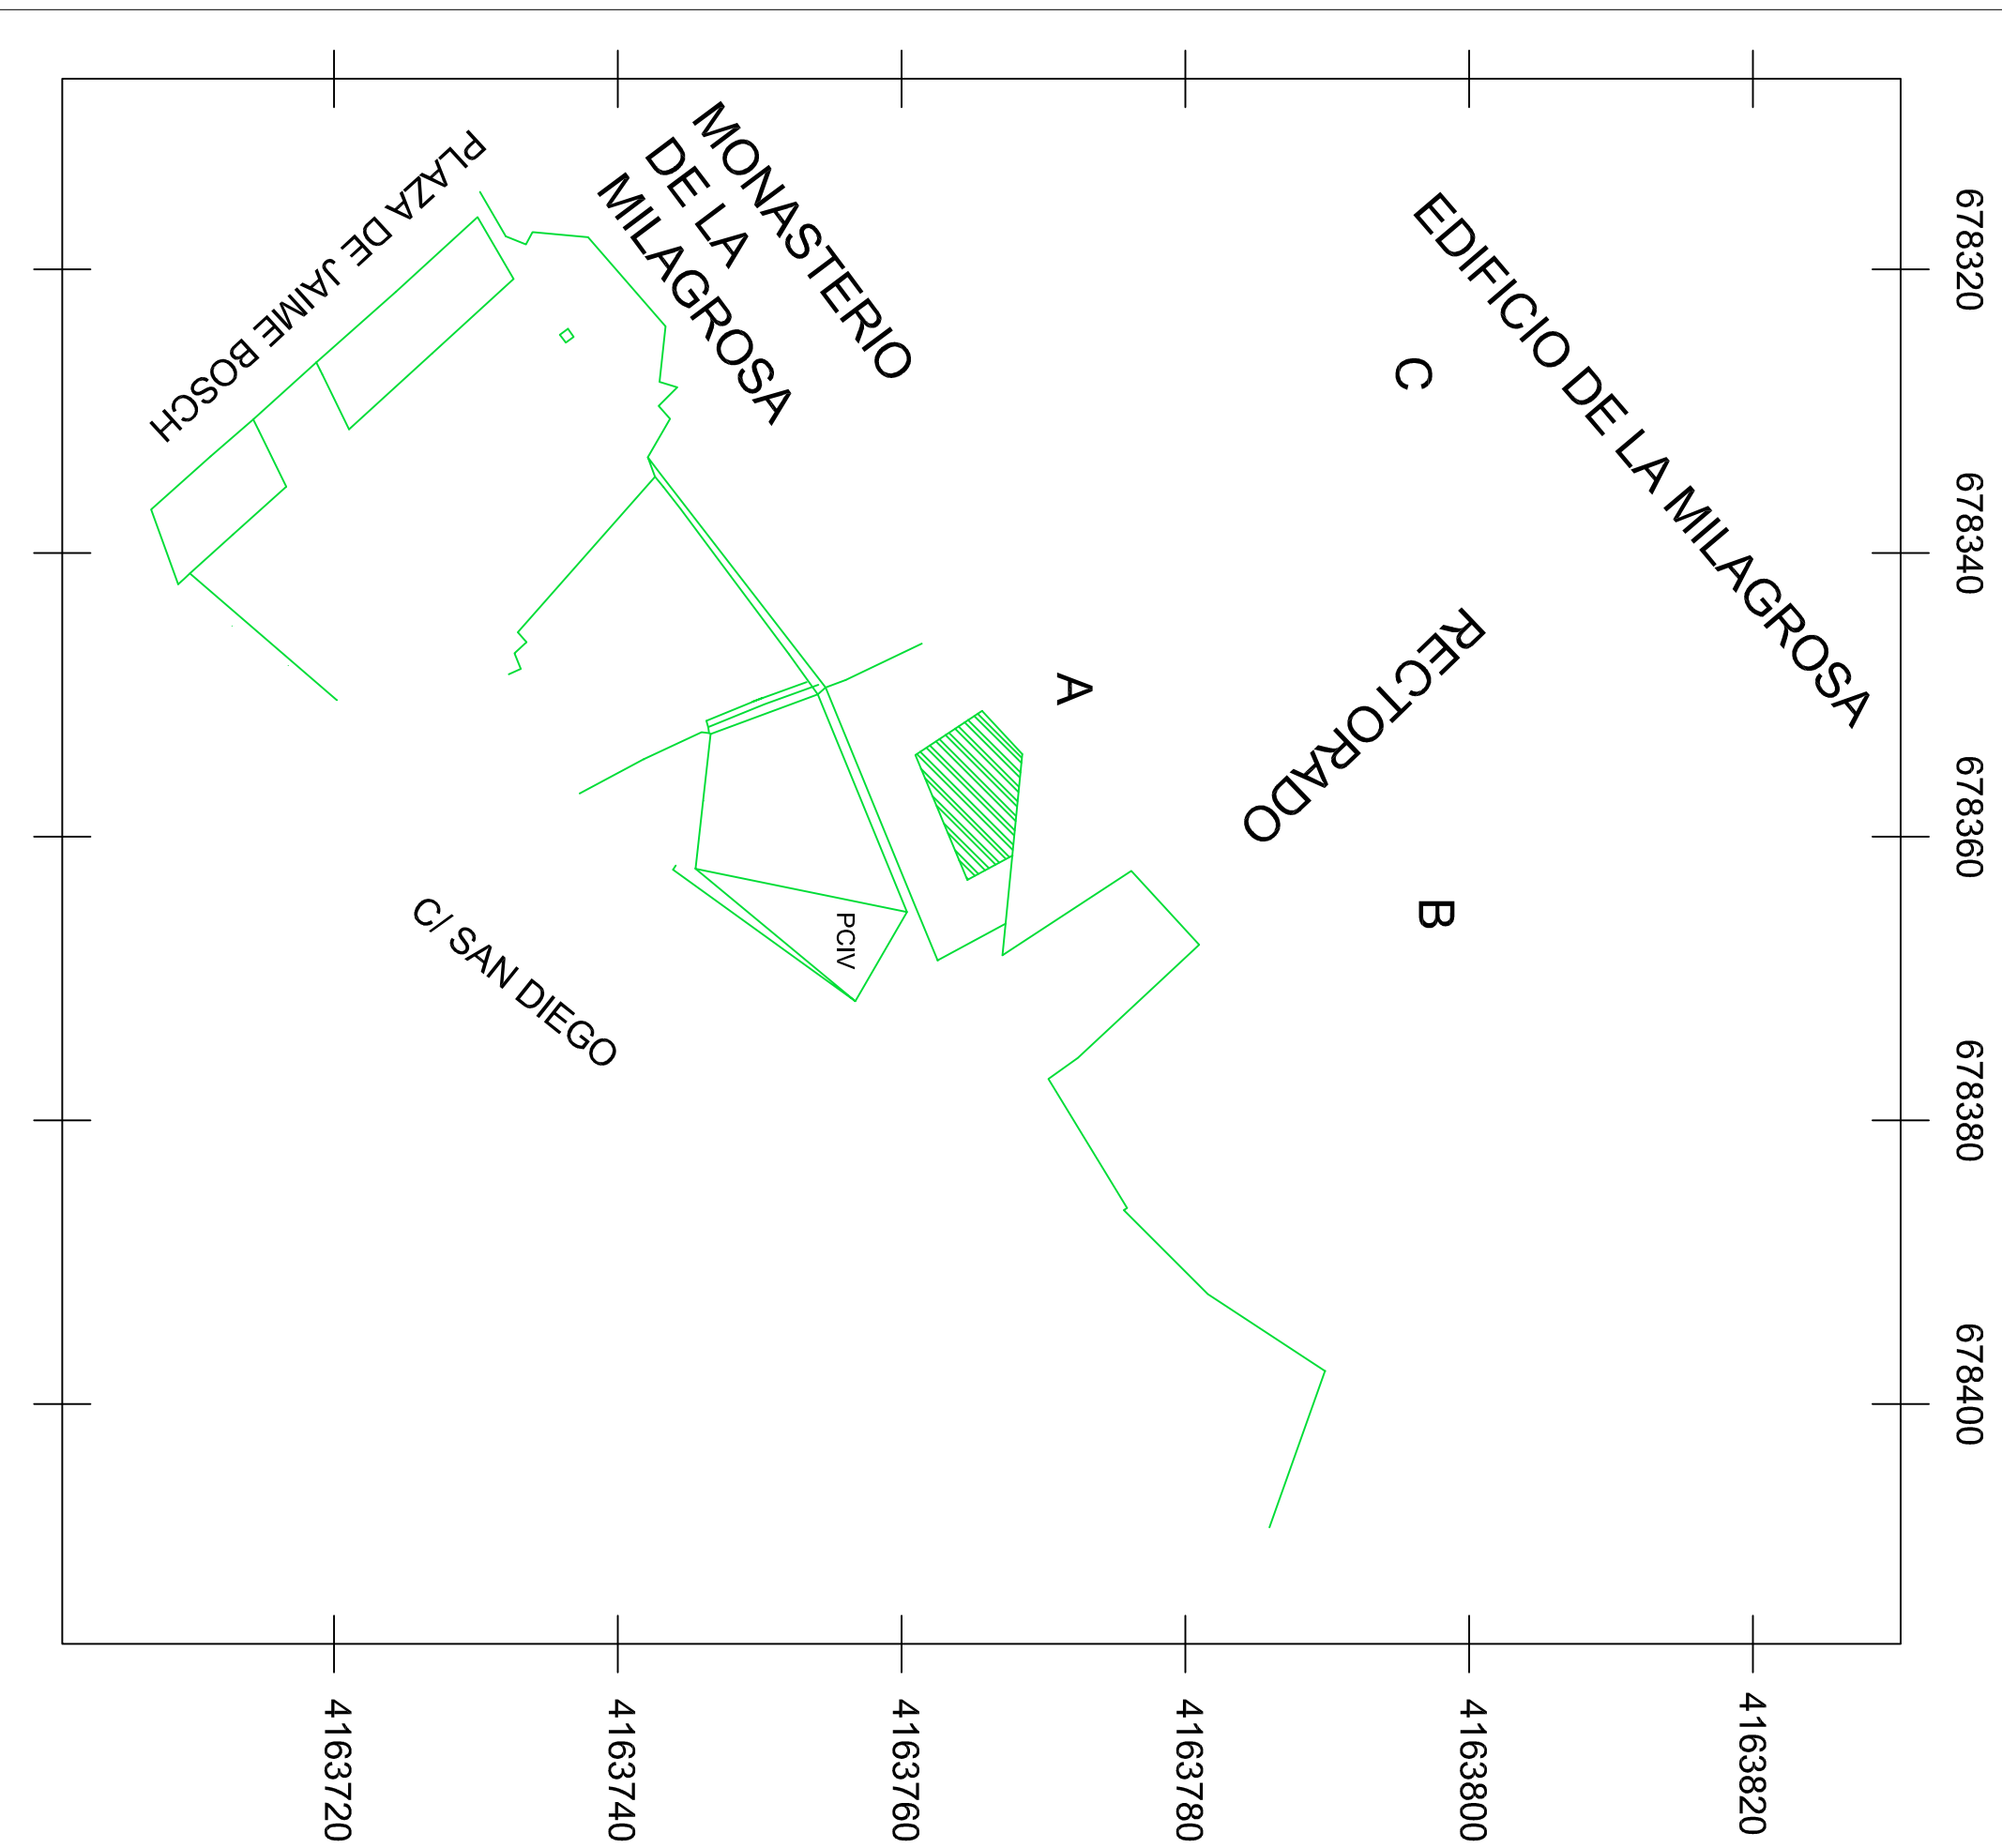 EDIFICIO DE LA MILAGROSA
MONASTERIO
DE LA
MILAGROSA
PLAZA DE JAIME BOSCH
RECTORADO
C
A
B
PCIV
C/ SAN DIEGO
678320
678340
678360
678380
678400
4163720
4163740
4163760
4163780
4163800
4163820